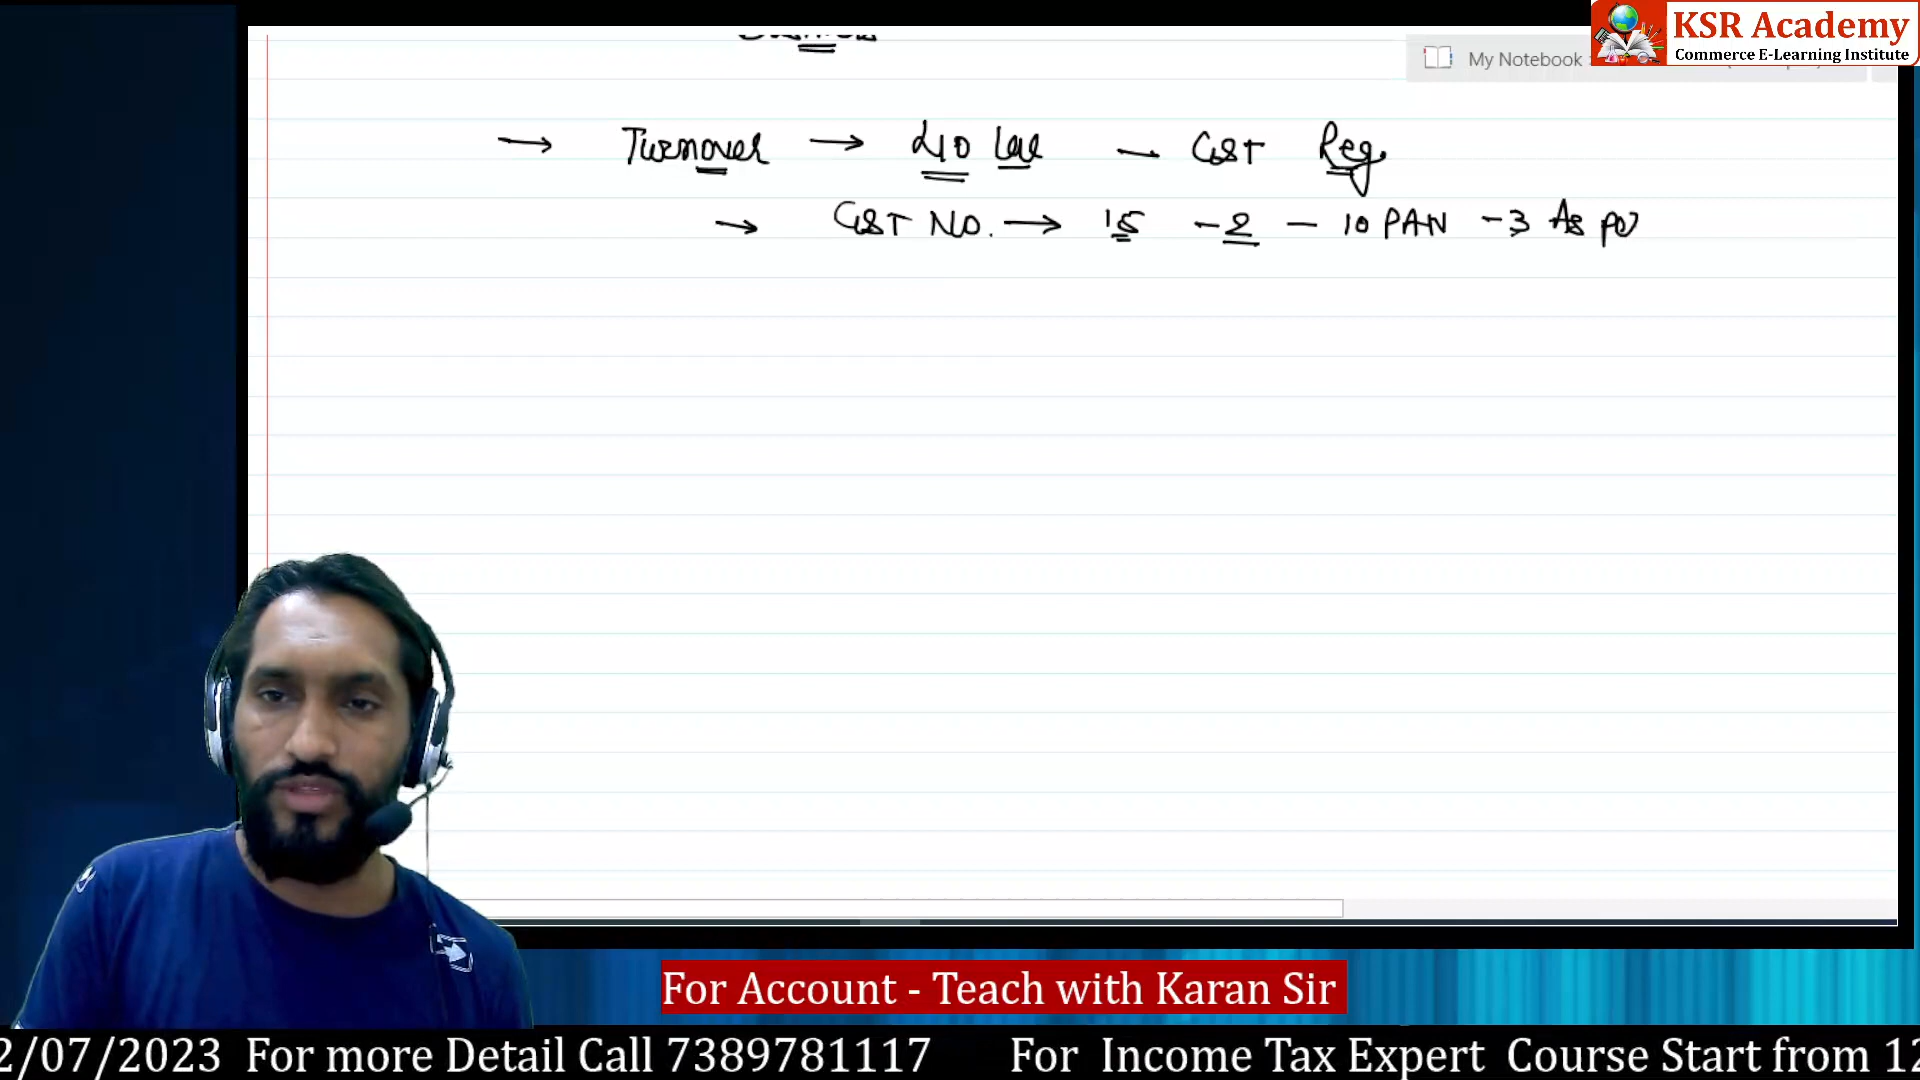 KSR Academy
Commerce E-Learning Institute
My Notebook
→ Turnover → 40 Lac — GST Reg.
→ GST NO. → 15 - 2 - 10 PAN - 3 As per
For Account - Teach with Karan Sir
2/07/2023 For more Detail Call 7389781117 For Income Tax Expert Course Start from 12